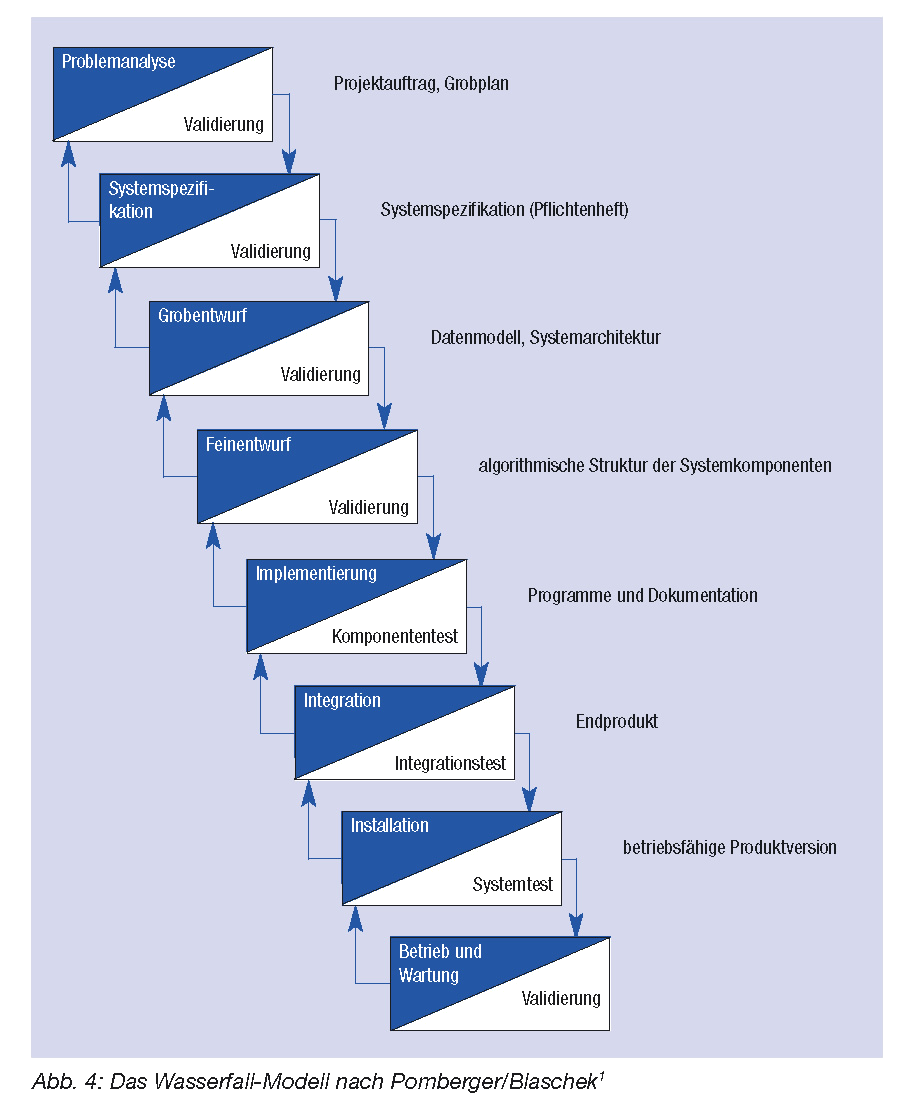 Problemanalyse
Validierung
Projektauftrag, Grobplan
Systemspezifi-
kation
Validierung
Systemspezifikation (Pflichtenheft)
Grobentwurf
Validierung
Datenmodell, Systemarchitektur
Feinentwurf
Validierung
algorithmische Struktur der Systemkomponenten
Implementierung
Komponententest
Programme und Dokumentation
Integration
Integrationstest
Endprodukt
Installation
Systemtest
betriebsfähige Produktversion
Betrieb und
Wartung
Validierung
Abb. 4: Das Wasserfall-Modell nach Pomberger/Blaschek¹